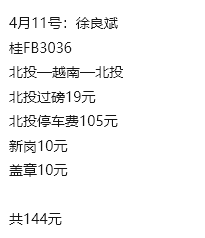 4月11号：徐良斌
桂FB3036
北投—越南—北投
北投过磅19元
北投停车费105元
新岗10元
盖章10元
共144元